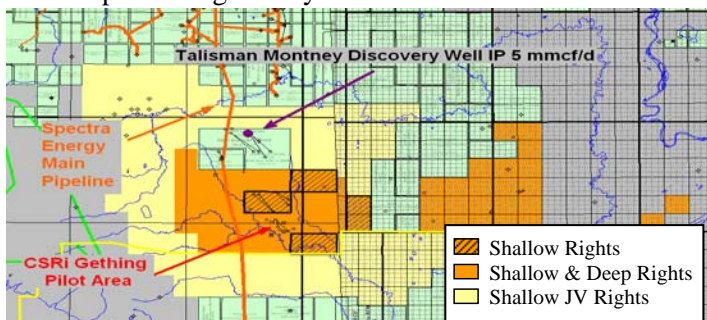 Talisman Montney Discovery Well IP 5 mmcf/d
Spectra
Energy
Main
Pipeline
CSRi Gething
Pilot Area
Shallow Rights
Shallow & Deep Rights
Shallow JV Rights